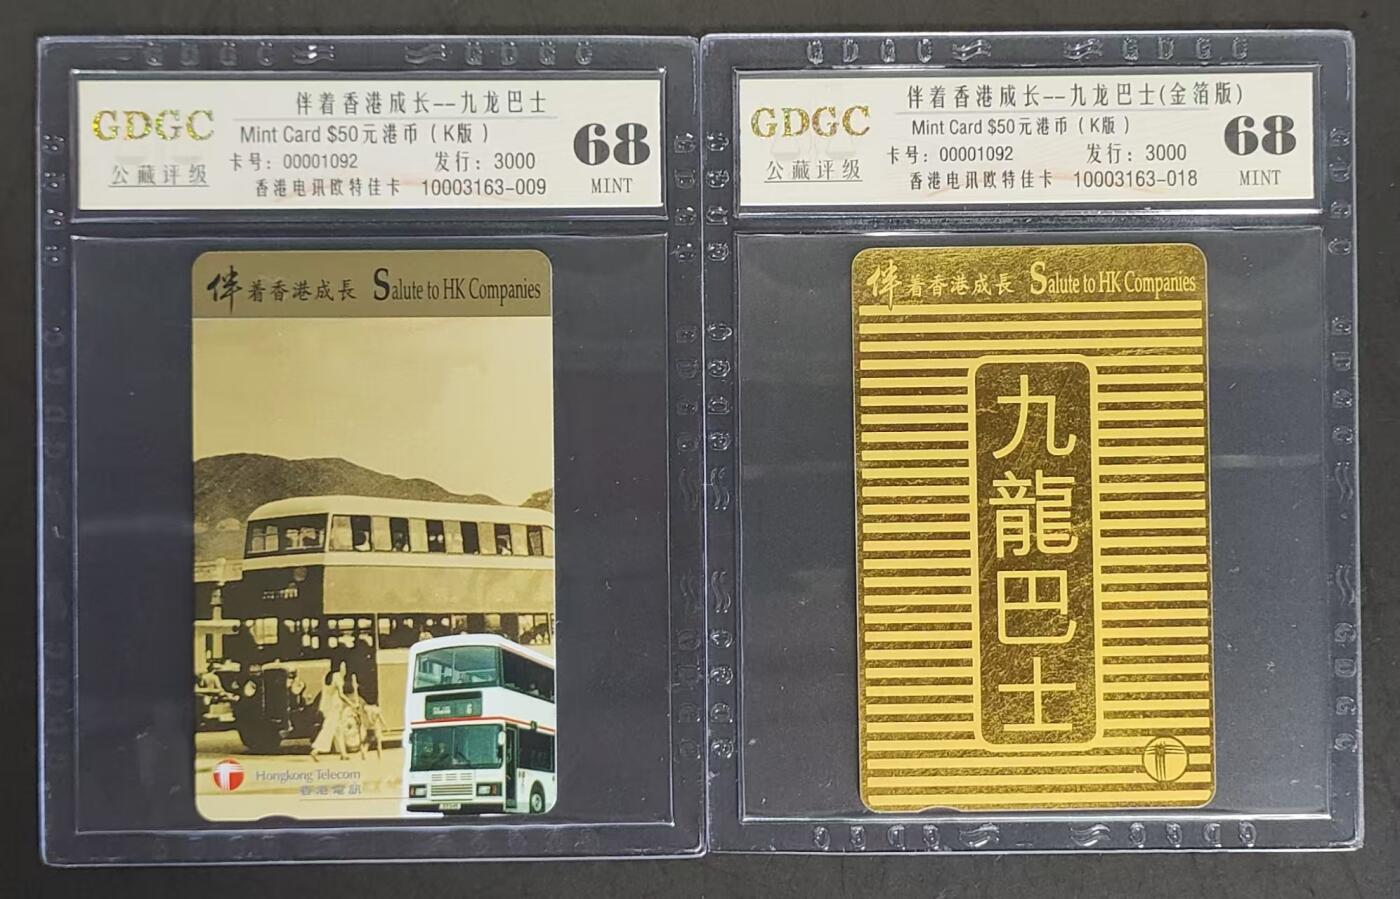 GDGC
公藏评级
伴着香港成长--九龙巴士
Mint Card $50元港币（K版）
卡号：00001092 发行：3000
香港电讯欧特佳卡 10003163-009
68
MINT
伴着香港成長 Salute to HK Companies
6
Hongkong Telecom
香港電訊
GDGC
公藏评级
伴着香港成长--九龙巴士(金箔版)
Mint Card $50元港币（K版）
卡号：00001092 发行：3000
香港电讯欧特佳卡 10003163-018
68
MINT
伴着香港成長 Salute to HK Companies
九龍巴士